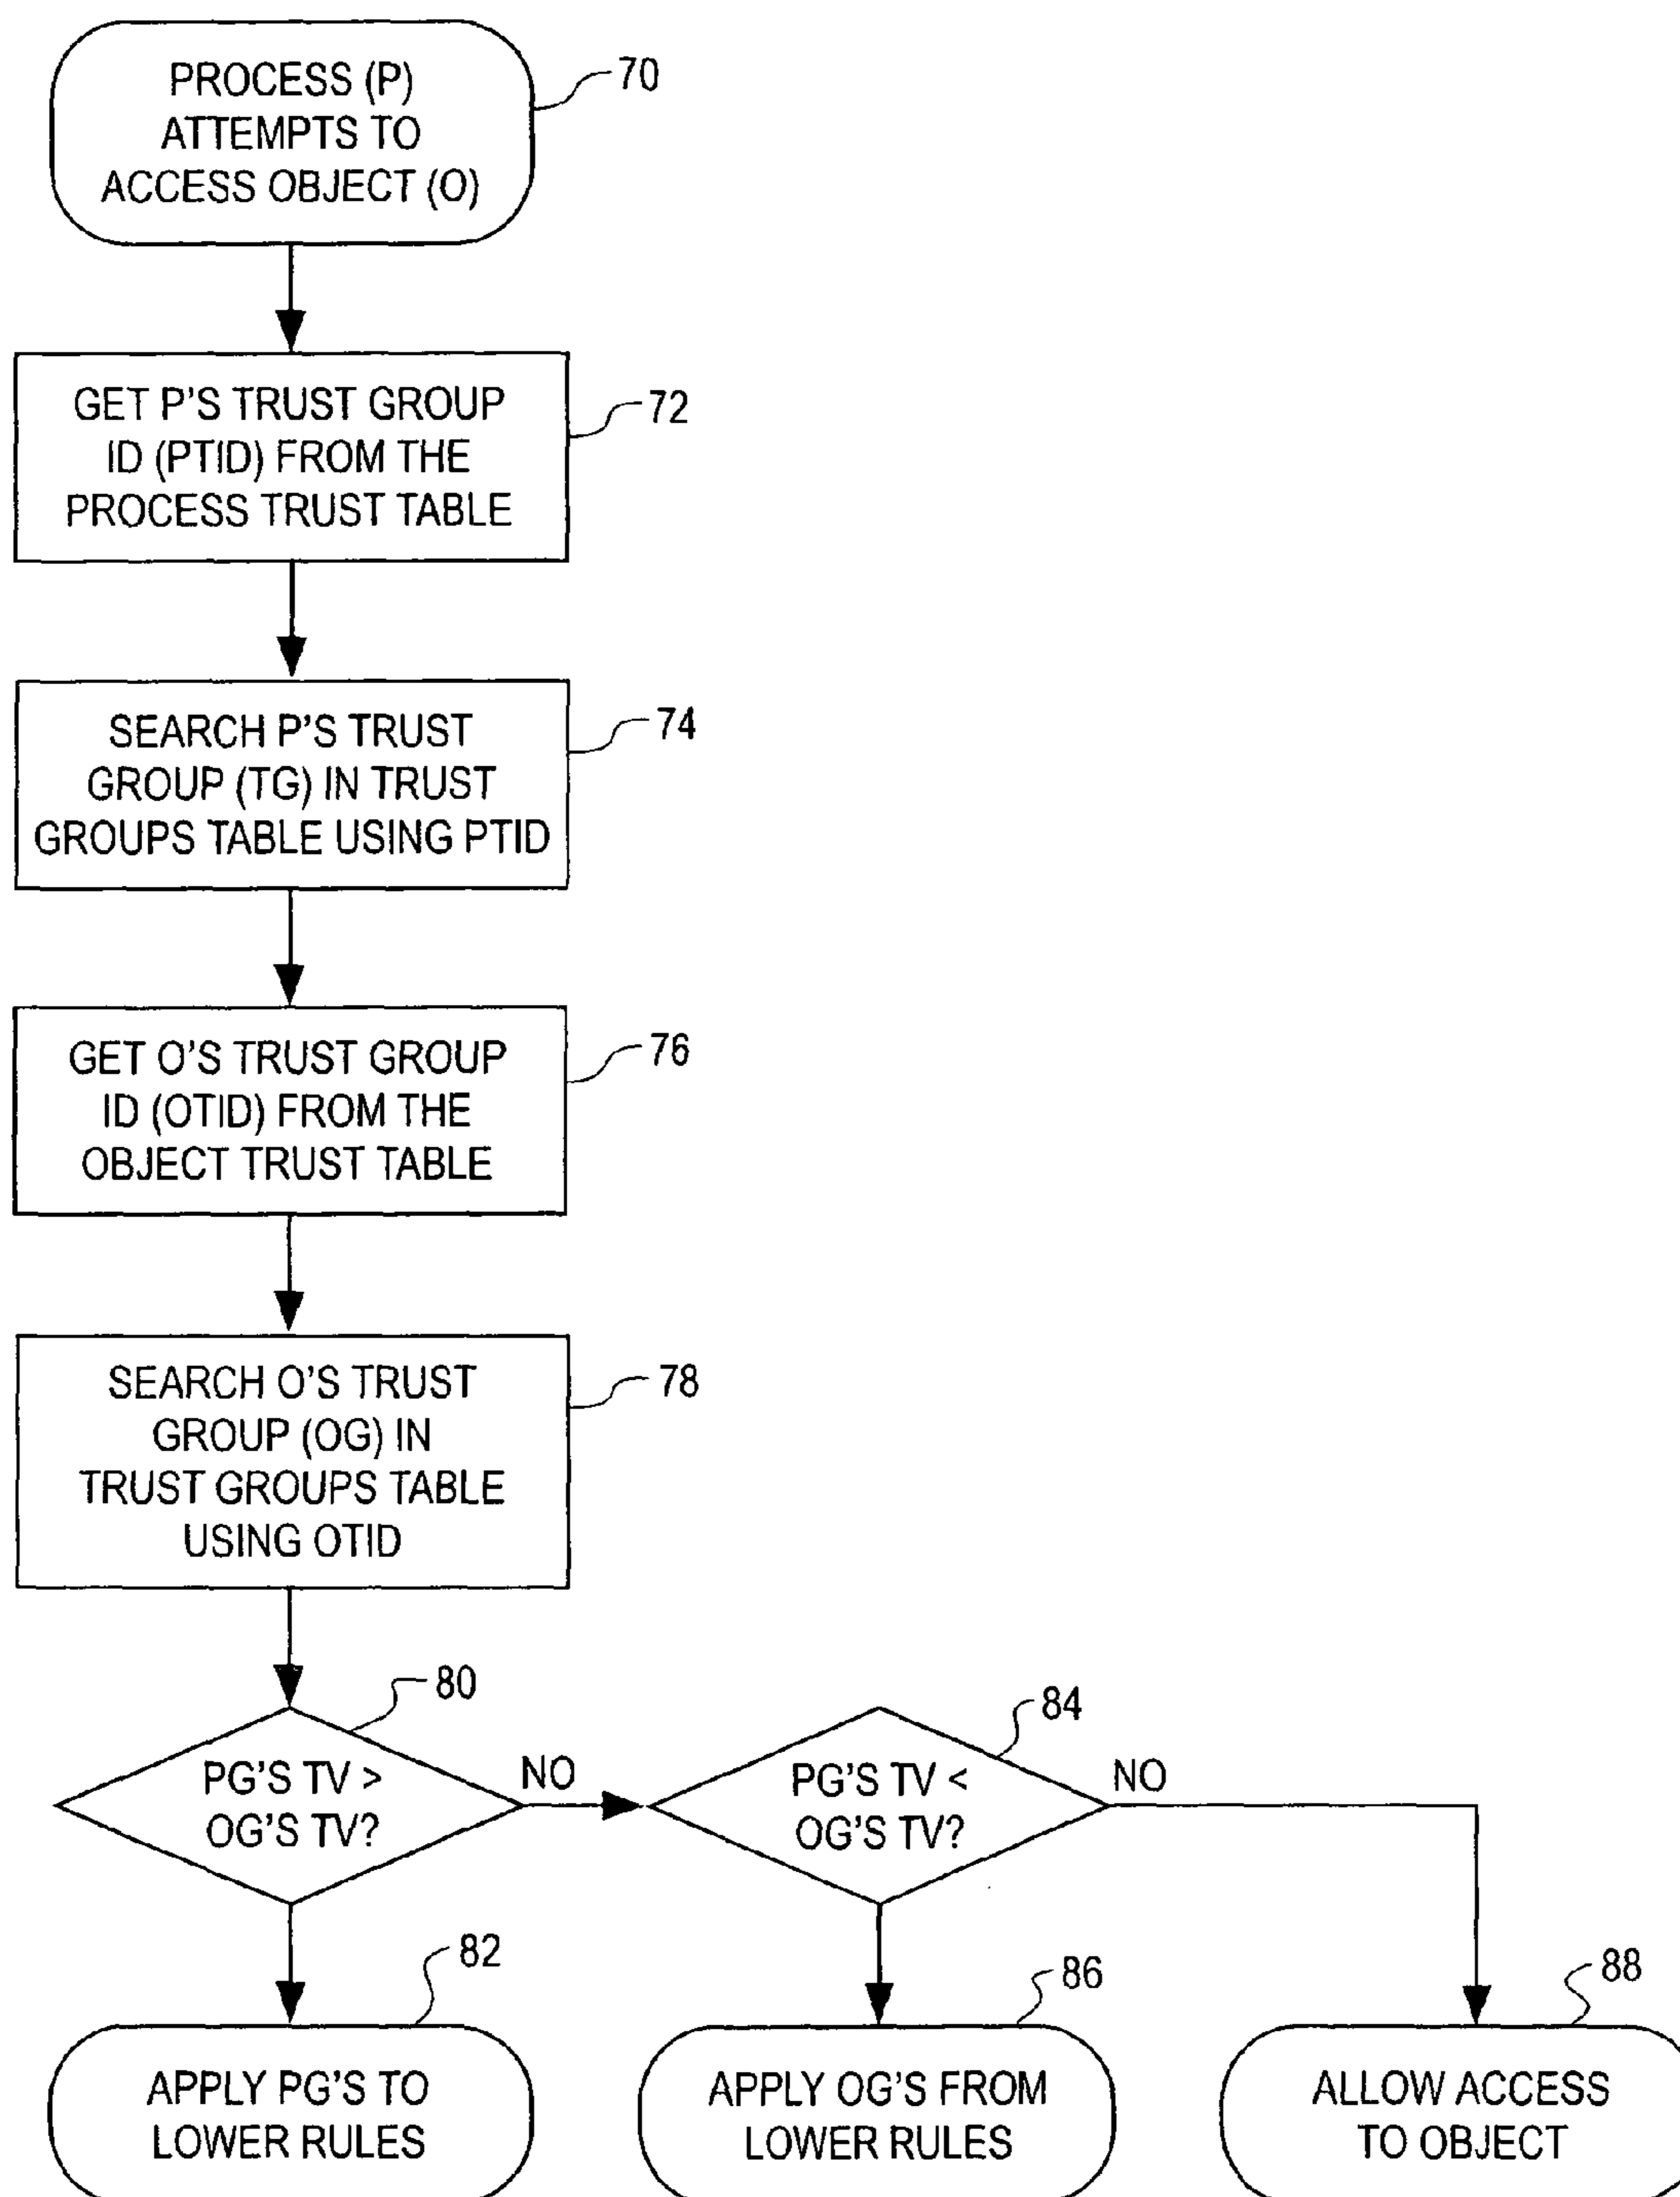 PROCESS (P)
ATTEMPTS TO
ACCESS OBJECT (O)
70
GET P'S TRUST GROUP
ID (PTID) FROM THE
PROCESS TRUST TABLE
72
SEARCH P'S TRUST
GROUP (TG) IN TRUST
GROUPS TABLE USING PTID
74
GET O'S TRUST GROUP
ID (OTID) FROM THE
OBJECT TRUST TABLE
76
SEARCH O'S TRUST
GROUP (OG) IN
TRUST GROUPS TABLE
USING OTID
78
80
PG'S TV >
OG'S TV?
NO
84
PG'S TV <
OG'S TV?
NO
82
APPLY PG'S TO
LOWER RULES
86
APPLY OG'S FROM
LOWER RULES
88
ALLOW ACCESS
TO OBJECT